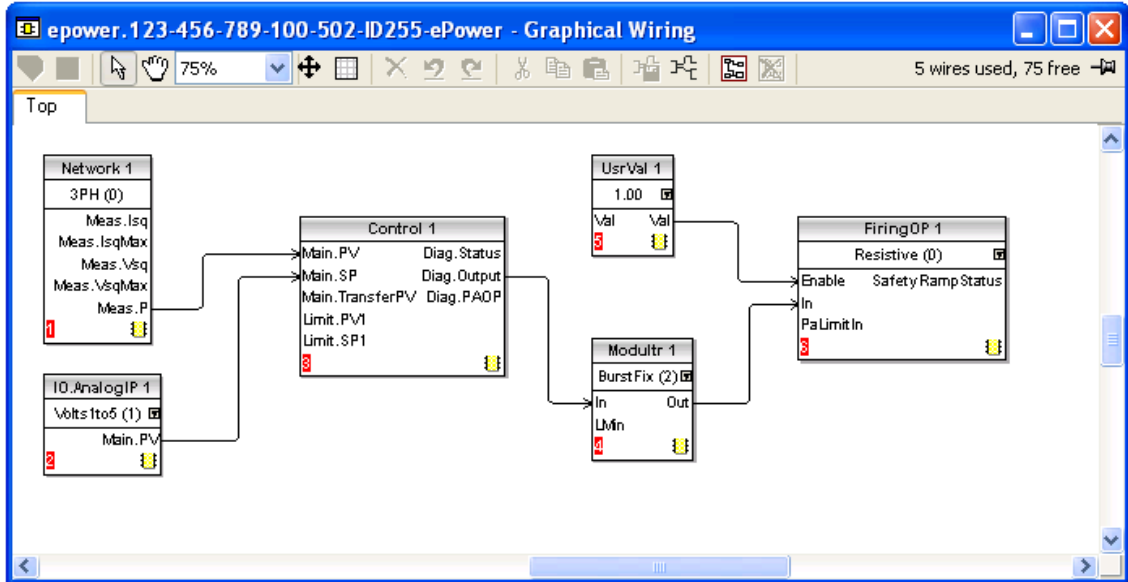 epower.123-456-789-100-502-ID255-ePower - Graphical Wiring
75%
5 wires used, 75 free
Top
Network 1
3PH (0)
Meas.Isq
Meas.IsqMax
Meas.Vsq
Meas.VsqMax
Meas.P
1
IO.AnalogIP 1
Volts1to5 (1)
Main.PV
2
Control 1
Main.PV Diag.Status
Main.SP Diag.Output
Main.TransferPV Diag.PAOP
Limit.PV1
Limit.SP1
3
UsrVal 1
1.00
Val Val
5
Modultr 1
BurstFix (2)
In Out
LMin
4
FiringOP 1
Resistive (0)
Enable SafetyRampStatus
In
PaLimitIn